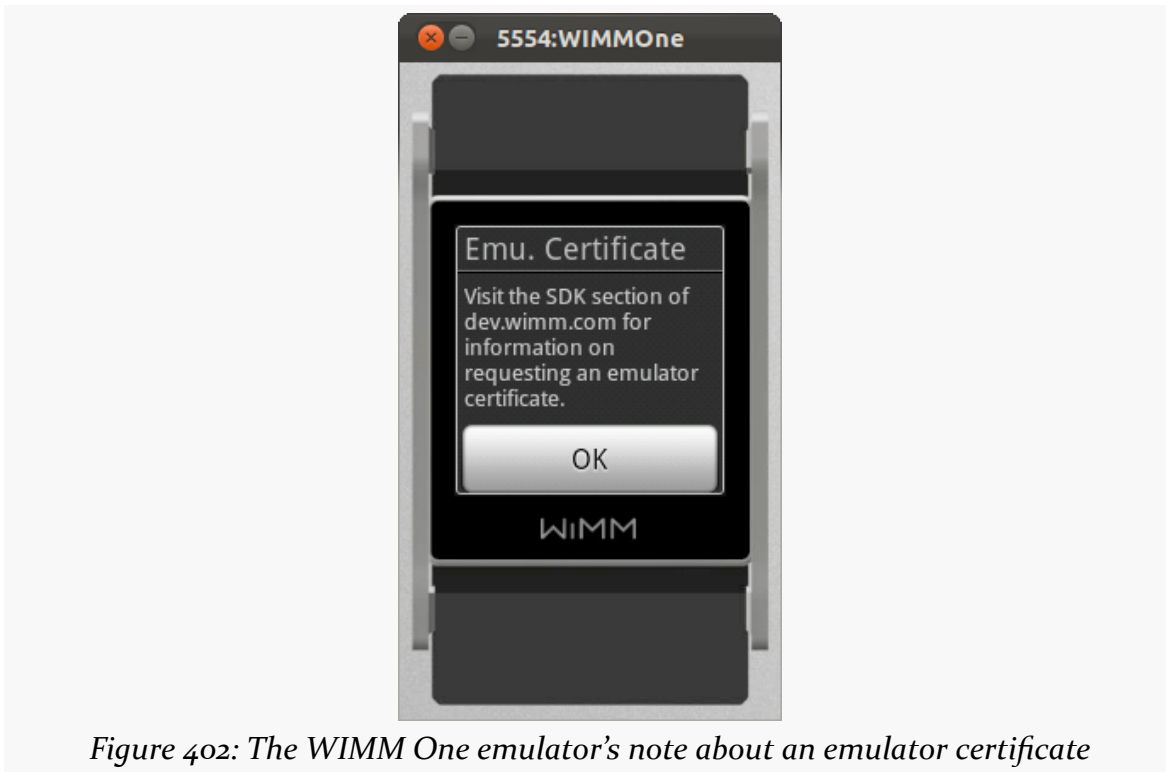 5554:WIMMOne
Emu. Certificate
Visit the SDK section of
dev.wimm.com for
information on
requesting an emulator
certificate.
OK
WiMM
Figure 402: The WIMM One emulator’s note about an emulator certificate